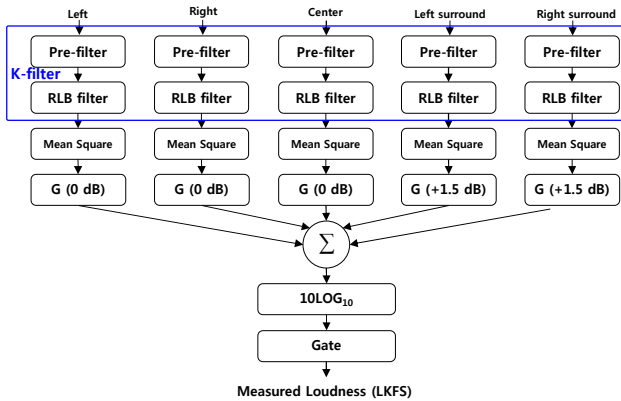 Left Right Center Left surround Right surround
Pre-filter Pre-filter Pre-filter Pre-filter Pre-filter
K-filter
RLB filter RLB filter RLB filter RLB filter RLB filter
Mean Square Mean Square Mean Square Mean Square Mean Square
G (0 dB) G (0 dB) G (0 dB) G (+1.5 dB) G (+1.5 dB)
Σ
10LOG₁₀
Gate
Measured Loudness (LKFS)